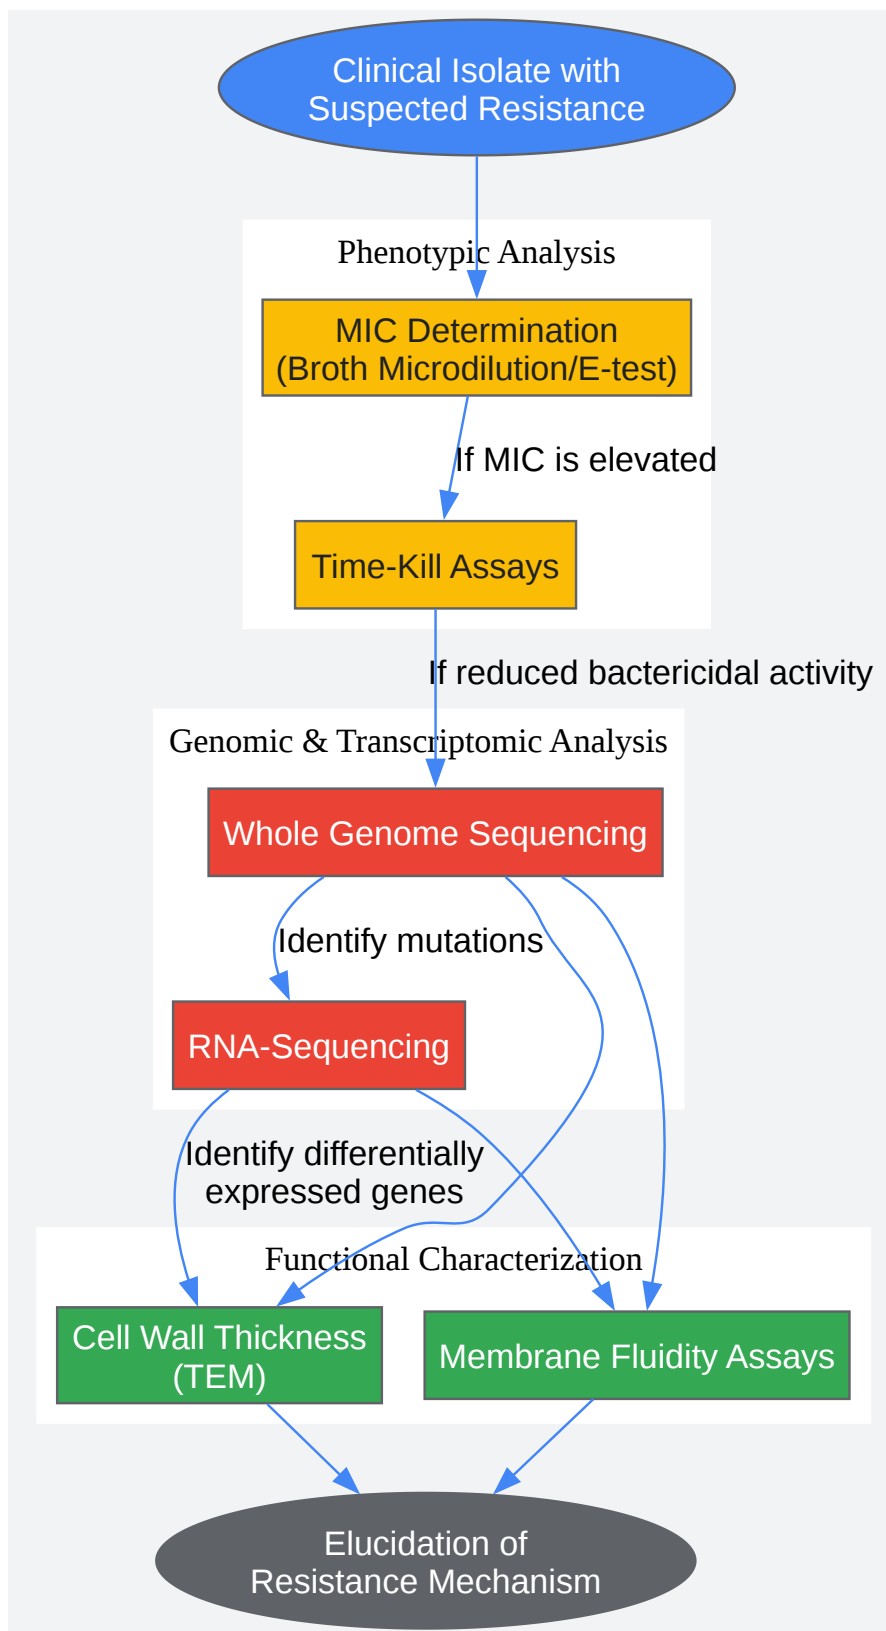 Clinical Isolate with
Suspected Resistance
Phenotypic Analysis
MIC Determination
(Broth Microdilution/E-test)
If MIC is elevated
Time-Kill Assays
If reduced bactericidal activity
Genomic & Transcriptomic Analysis
Whole Genome Sequencing
Identify mutations
RNA-Sequencing
Identify differentially
expressed genes
Functional Characterization
Cell Wall Thickness
(TEM)
Membrane Fluidity Assays
Elucidation of
Resistance Mechanism